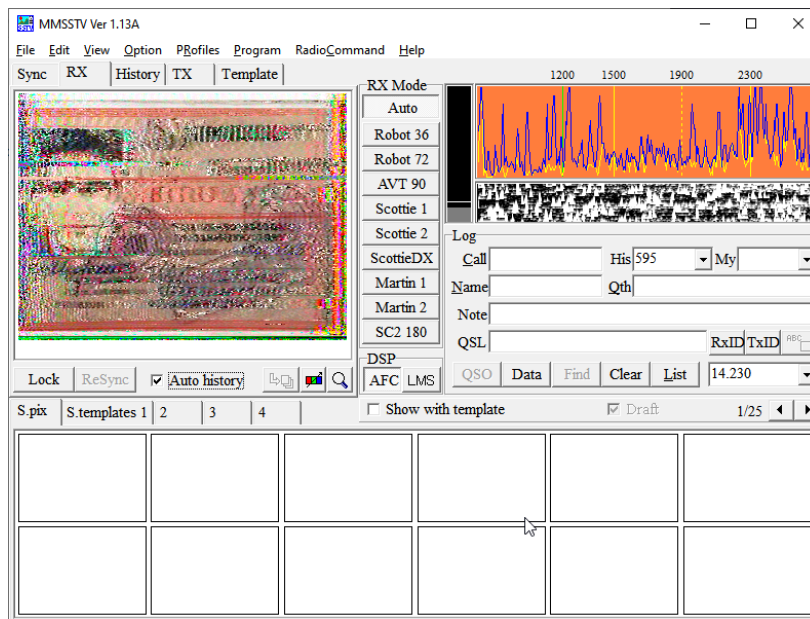 MMSSTV Ver 1.13A
File Edit View Option PRofiles Program RadioCommand Help
Sync RX History TX Template
RX Mode
Auto
Robot 36
Robot 72
AVT 90
Scottie 1
Scottie 2
ScottieDX
Martin 1
Martin 2
SC2 180
DSP
AFC LMS
1200 1500 1900 2300
Log
Call His 595 My
Name Qth
Note
QSL RxID TxID ABC
QSO Data Find Clear List 14.230
Lock ReSync Auto history
Show with template Draft 1/25
S.pix S.templates 1 2 3 4